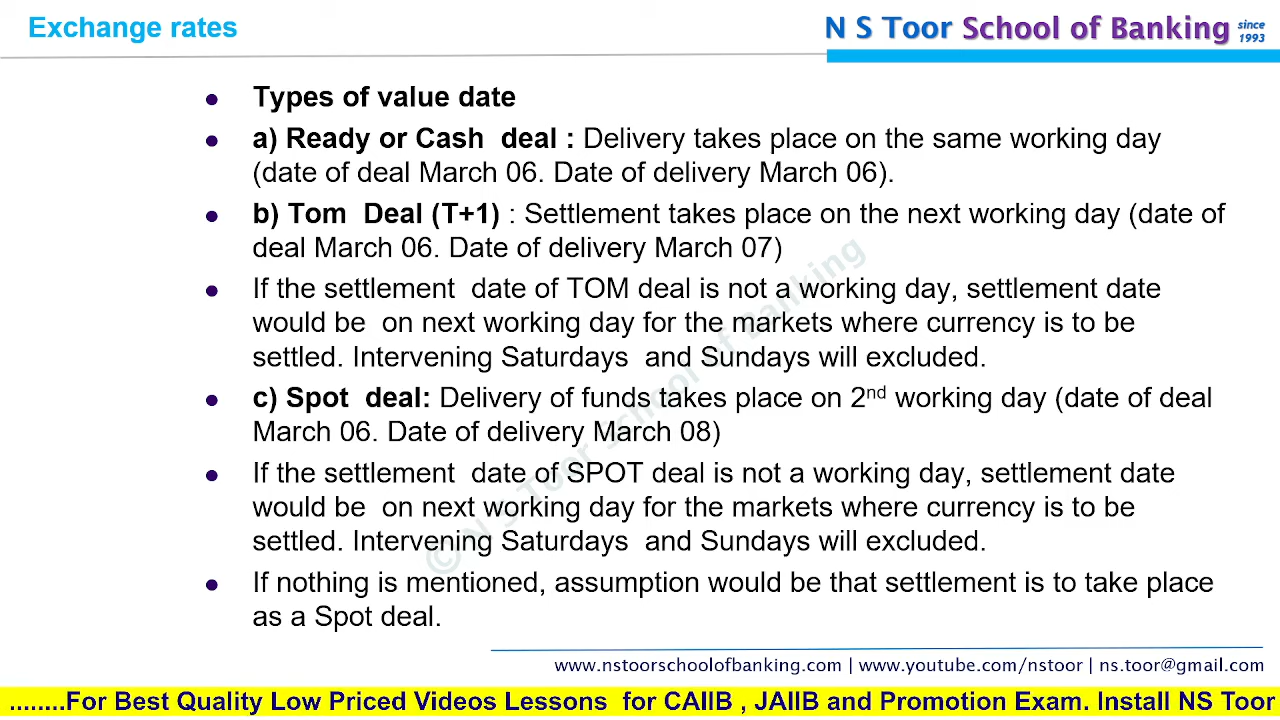 Exchange rates
N S Toor School of Banking since 1993
• Types of value date
• a) Ready or Cash deal : Delivery takes place on the same working day
(date of deal March 06. Date of delivery March 06).
• b) Tom Deal (T+1) : Settlement takes place on the next working day (date of
deal March 06. Date of delivery March 07)
• If the settlement date of TOM deal is not a working day, settlement date
would be on next working day for the markets where currency is to be
settled. Intervening Saturdays and Sundays will excluded.
• c) Spot deal: Delivery of funds takes place on 2nd working day (date of deal
March 06. Date of delivery March 08)
• If the settlement date of SPOT deal is not a working day, settlement date
would be on next working day for the markets where currency is to be
settled. Intervening Saturdays and Sundays will excluded.
• If nothing is mentioned, assumption would be that settlement is to take place
as a Spot deal.
© N S Toor School of Banking
www.nstoorschoolofbanking.com | www.youtube.com/nstoor | ns.toor@gmail.com
........For Best Quality Low Priced Videos Lessons for CAIIB , JAIIB and Promotion Exam. Install NS Toor